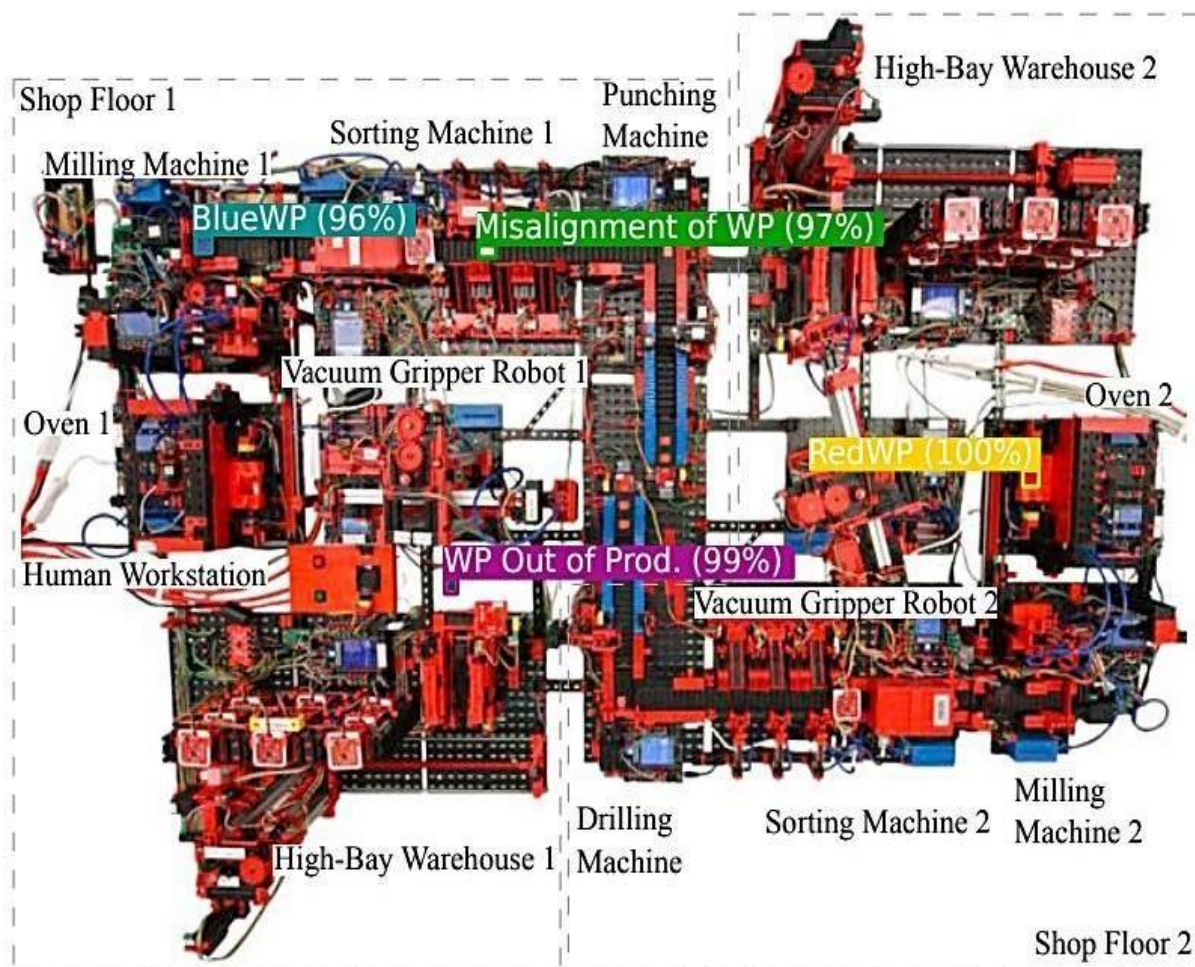 High-Bay Warehouse 2
Shop Floor 1
Punching
Machine
Sorting Machine 1
Milling Machine 1
BlueWP (96%)
Misalignment of WP (97%)
Vacuum Gripper Robot 1
Oven 1
Oven 2
RedWP (100%)
WP Out of Prod. (99%)
Human Workstation
Vacuum Gripper Robot 2
Drilling
Machine
Sorting Machine 2
Milling
Machine 2
High-Bay Warehouse 1
Shop Floor 2